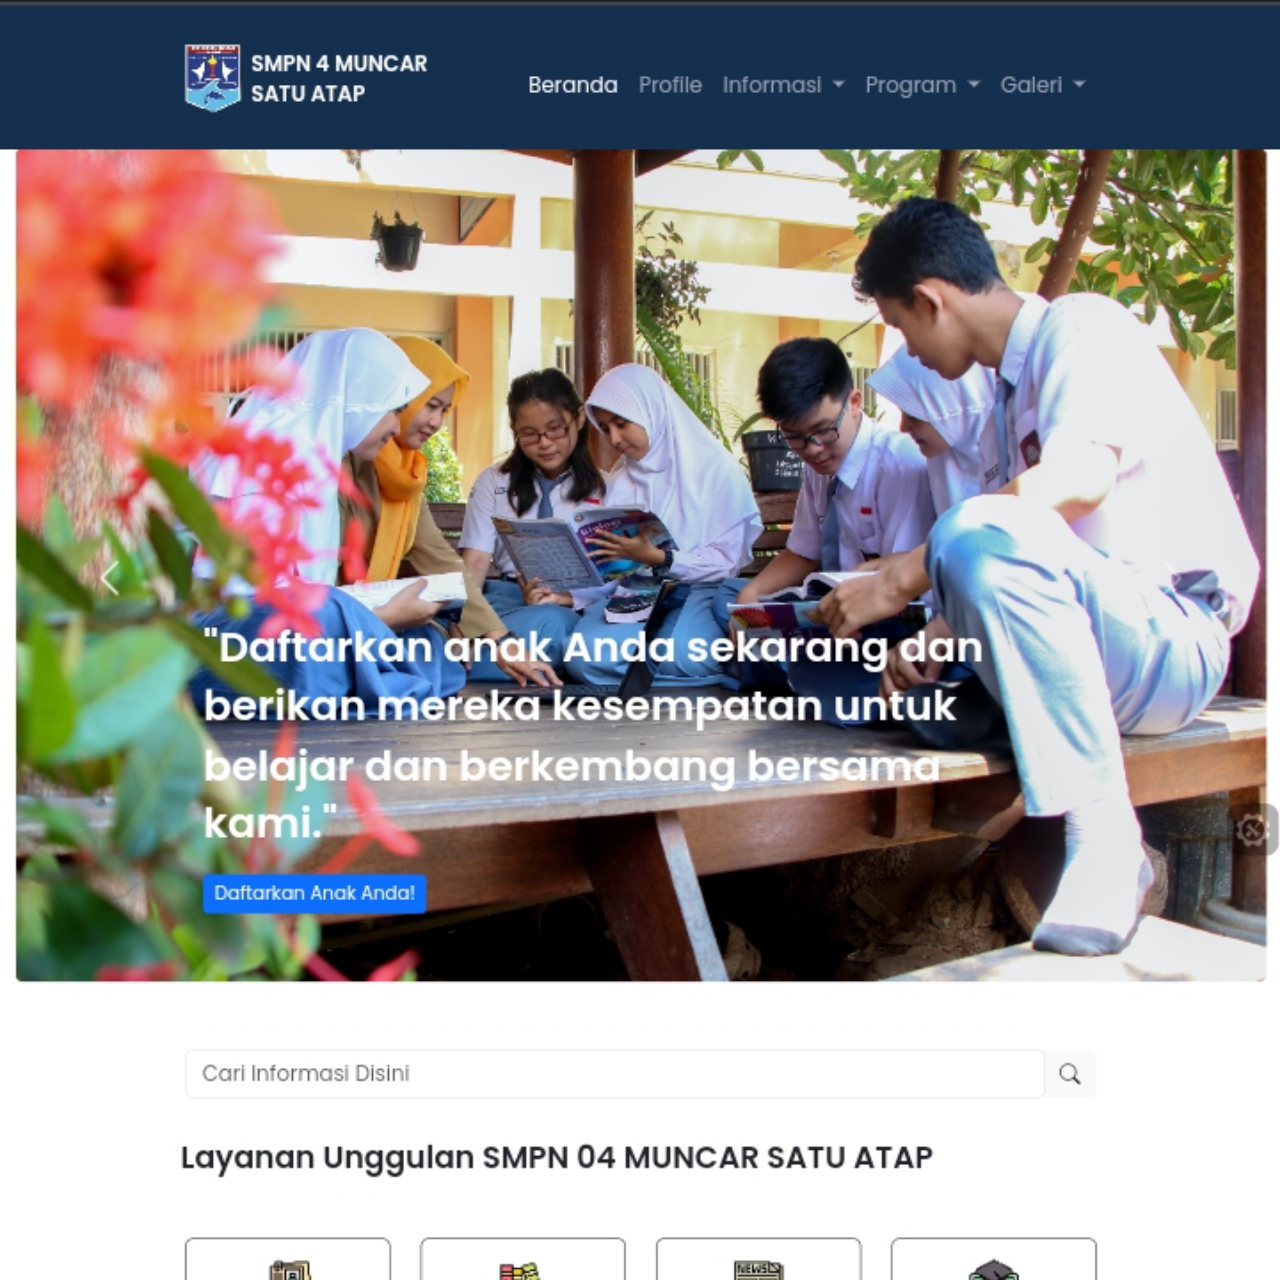 SMPN 4 MUNCAR
SATU ATAP
Beranda
Profile
Informasi
Program
Galeri
"Daftarkan anak Anda sekarang dan
berikan mereka kesempatan untuk
belajar dan berkembang bersama
kami."
Daftarkan Anak Anda!
Cari Informasi Disini
Layanan Unggulan SMPN 04 MUNCAR SATU ATAP
NEWS